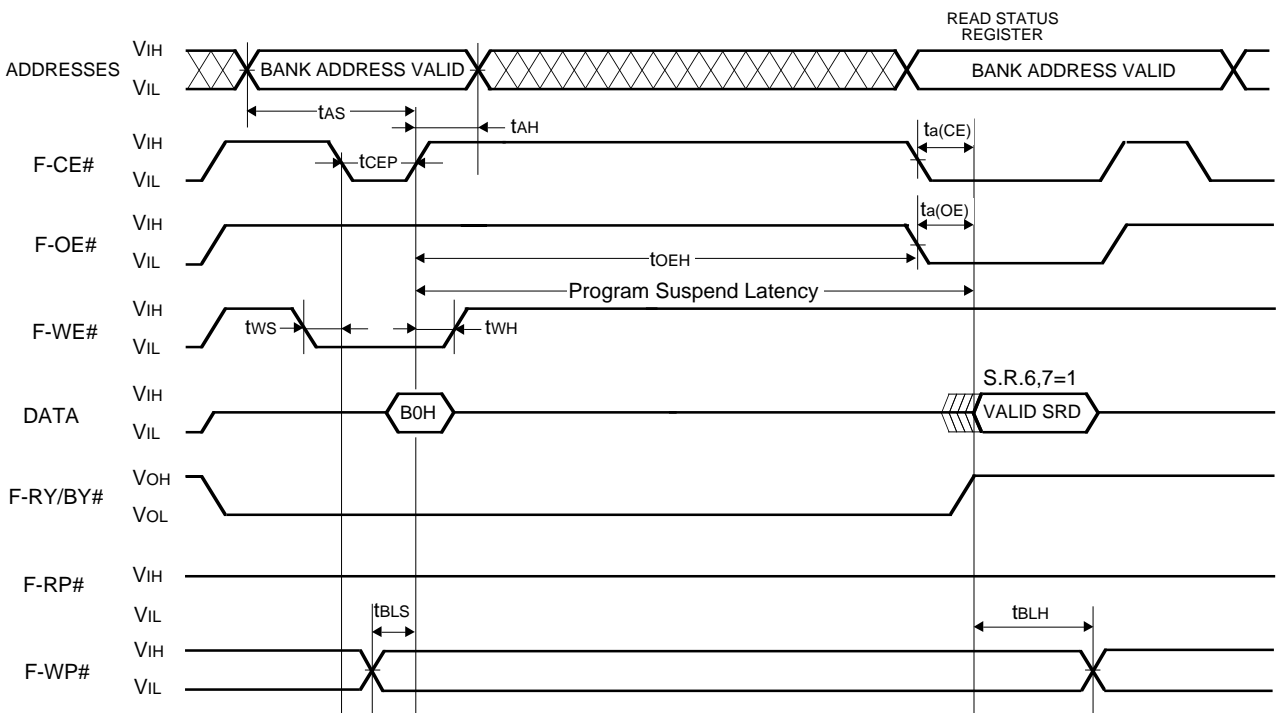 READ STATUS
REGISTER
ADDRESSES
VIH
VIL
BANK ADDRESS VALID
BANK ADDRESS VALID
tAS
tAH
ta(CE)
F-CE#
VIH
VIL
tCEP
ta(OE)
F-OE#
VIH
VIL
tOEH
Program Suspend Latency
F-WE#
VIH
VIL
tWS
tWH
S.R.6,7=1
DATA
VIH
VIL
B0H
VALID SRD
F-RY/BY#
VOH
VOL
F-RP#
VIH
VIL
tBLS
tBLH
F-WP#
VIH
VIL